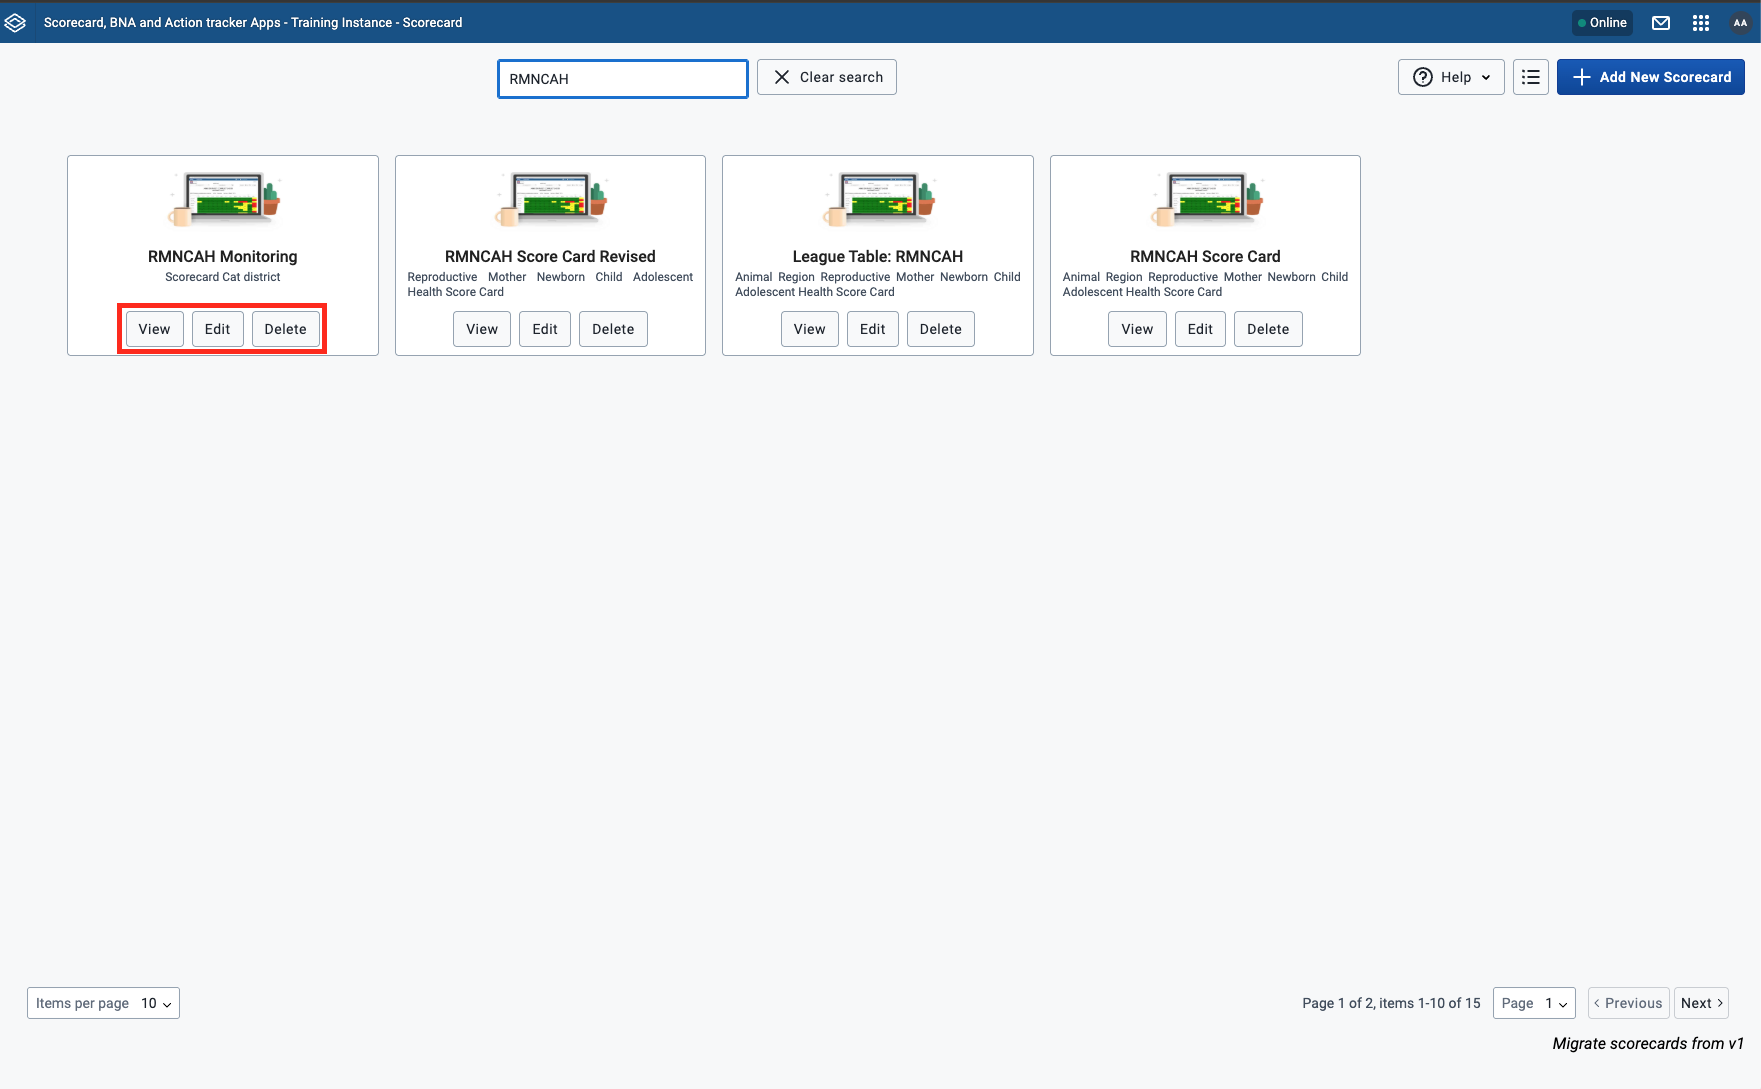 Scorecard, BNA and Action tracker Apps - Training Instance - Scorecard
Online
AA
RMNCAH
Clear search
Help
Add New Scorecard
RMNCAH Monitoring
Scorecard Cat district
View Edit Delete
RMNCAH Score Card Revised
Reproductive Mother Newborn Child Adolescent
Health Score Card
View Edit Delete
League Table: RMNCAH
Animal Region Reproductive Mother Newborn Child
Adolescent Health Score Card
View Edit Delete
RMNCAH Score Card
Animal Region Reproductive Mother Newborn Child
Adolescent Health Score Card
View Edit Delete
Items per page 10
Page 1 of 2, items 1-10 of 15
Page 1
Previous
Next
Migrate scorecards from v1